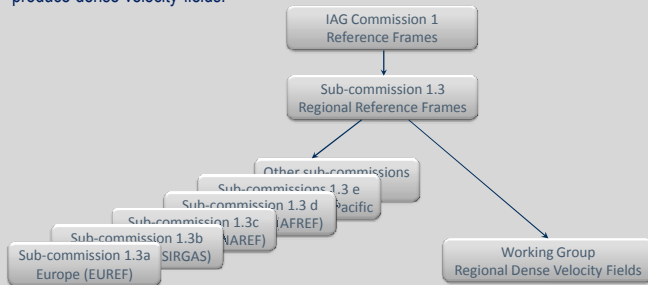 produce dense velocity fields.
IAG Commission 1
Reference Frames
Sub-commission 1.3
Regional Reference Frames
Other sub-commissions
Sub-commissions 1.3 e
Pacific
Sub-commission 1.3 d
AFREF)
Sub-commission 1.3c
Sub-commission 1.3b
SIRGAS)
Sub-commission 1.3a
Europe (EUREF)
Working Group
Regional Dense Velocity Fields